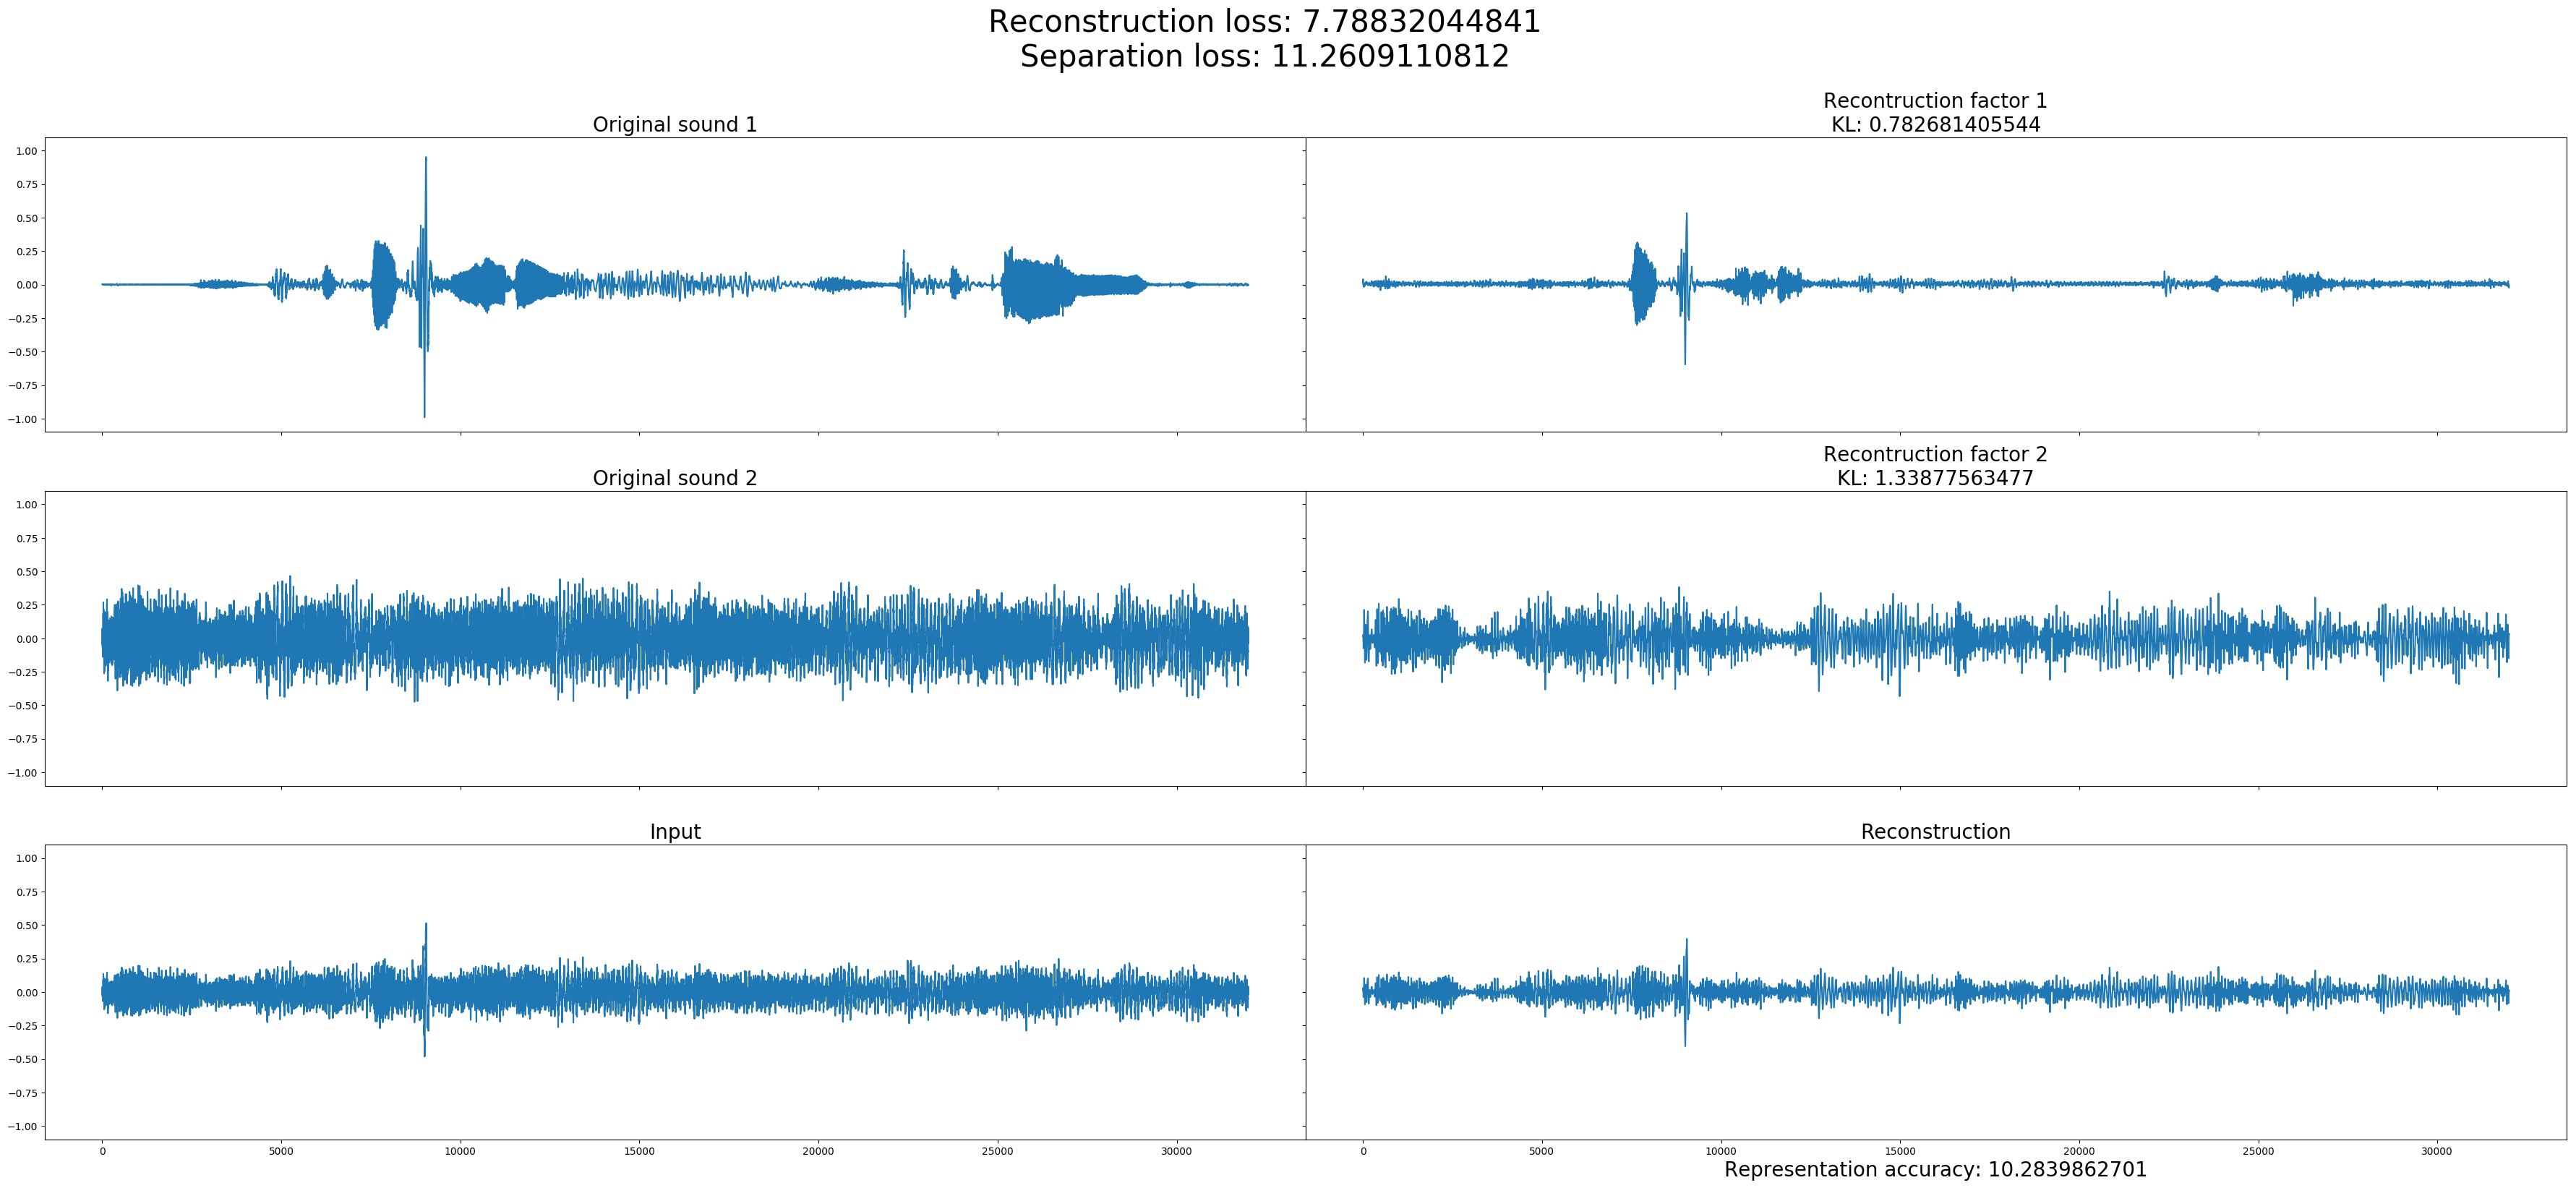 Reconstruction loss: 7.78832044841
Separation loss: 11.2609110812
Original sound 1
Recontruction factor 1
KL: 0.782681405544
1.00
0.75
0.50
0.25
0.00
−0.25
−0.50
−0.75
−1.00
Original sound 2
Recontruction factor 2
KL: 1.33877563477
1.00
0.75
0.50
0.25
0.00
−0.25
−0.50
−0.75
−1.00
Input
Reconstruction
1.00
0.75
0.50
0.25
0.00
−0.25
−0.50
−0.75
−1.00
0 5000 10000 15000 20000 25000 30000
0 5000 10000 15000 20000 25000 30000
Representation accuracy: 10.2839862701